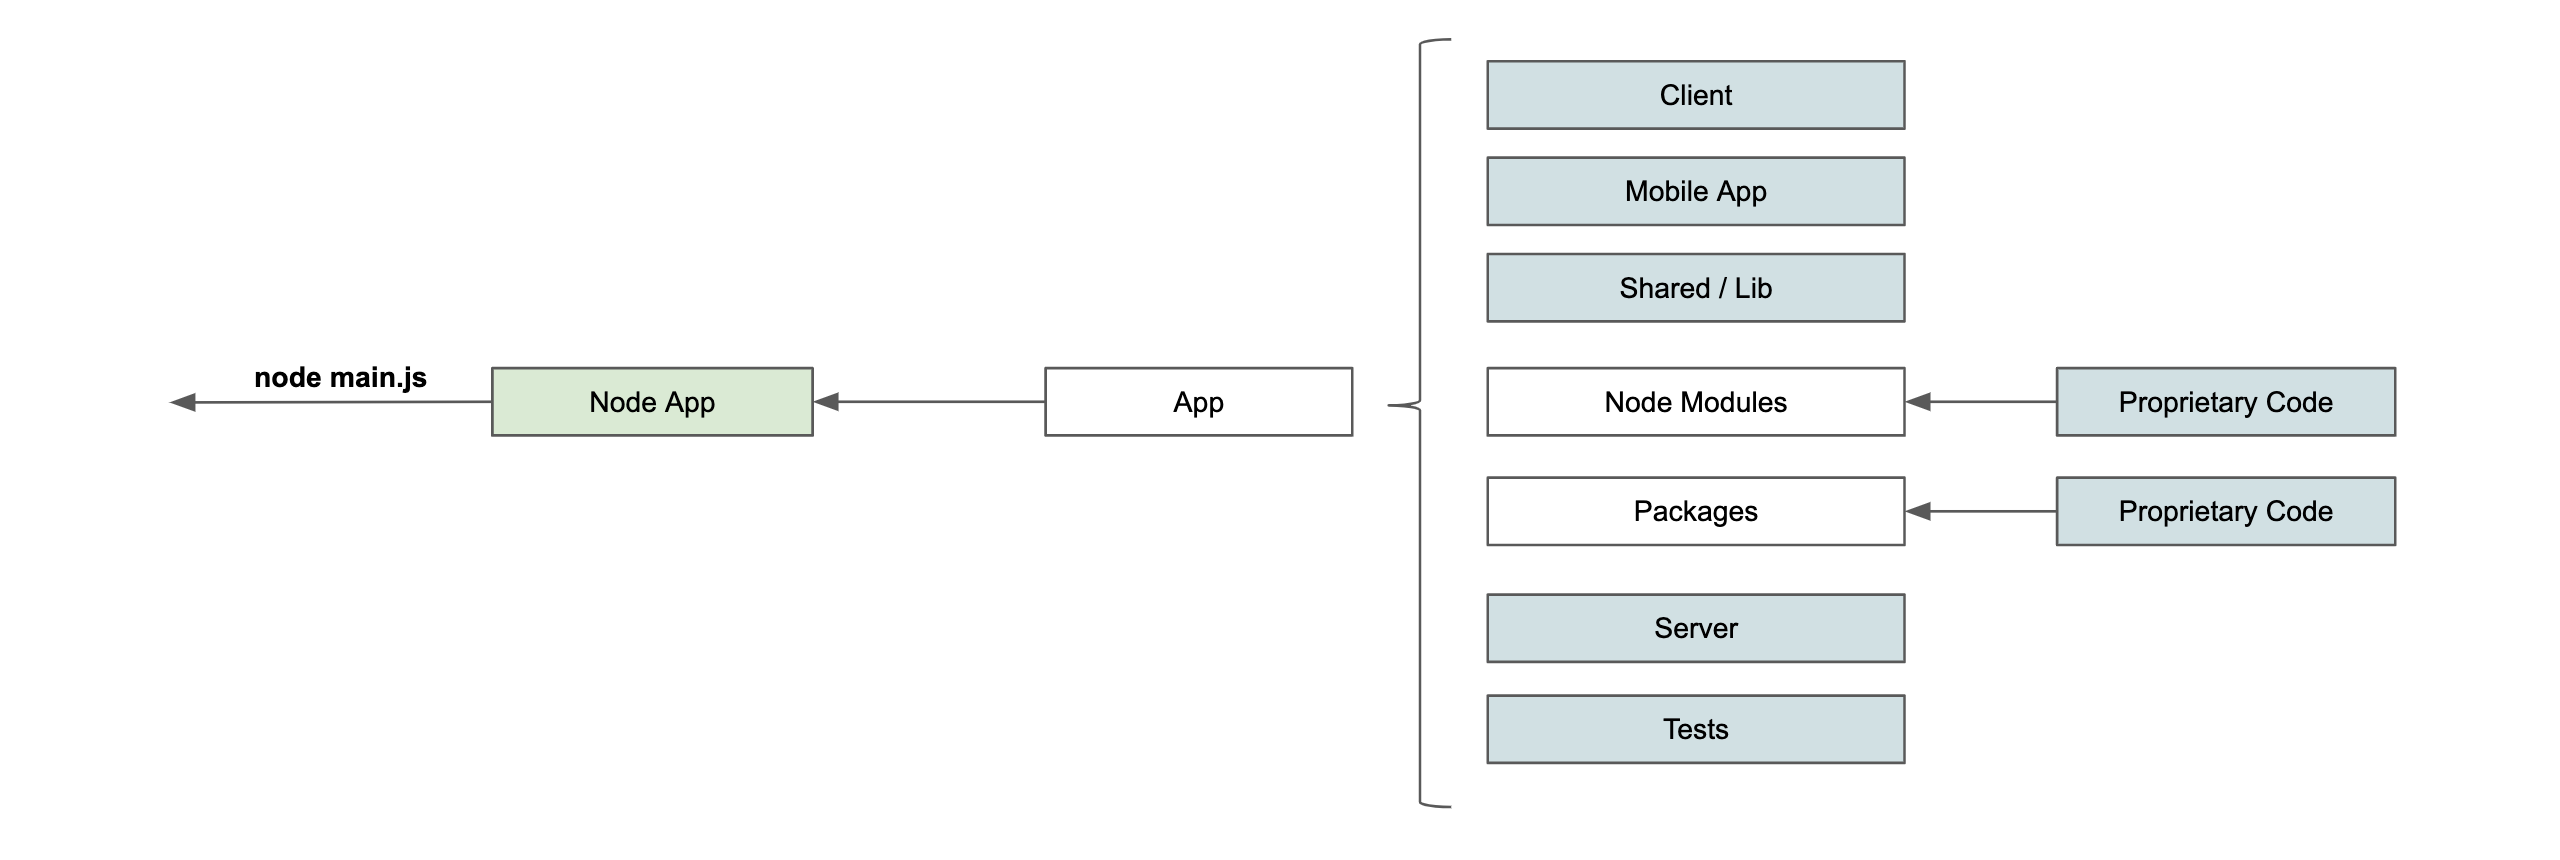 Client
Mobile App
Shared / Lib
node main.js
Node App
App
Node Modules
Proprietary Code
Packages
Proprietary Code
Server
Tests